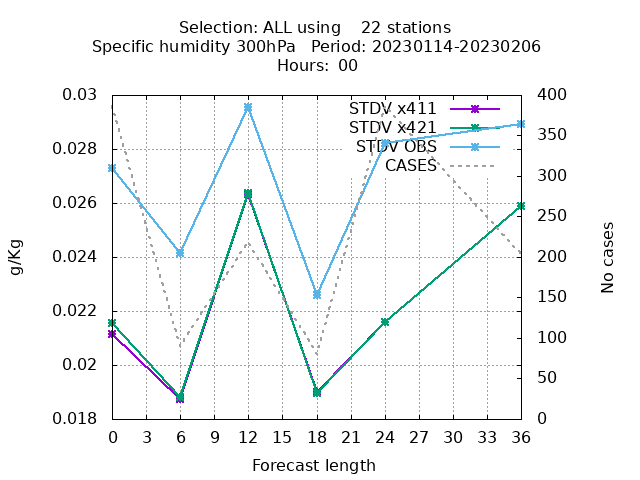 Selection: ALL using    22 stations
Specific humidity 300hPa   Period: 20230114-20230206
Hours:  00
0.03
0.028
0.026
0.024
0.022
0.02
0.018
g/Kg
STDV x411
STDV x421
STDV OBS
CASES
400
350
300
250
200
150
100
50
0
No cases
0 3 6 9 12 15 18 21 24 27 30 33 36
Forecast length